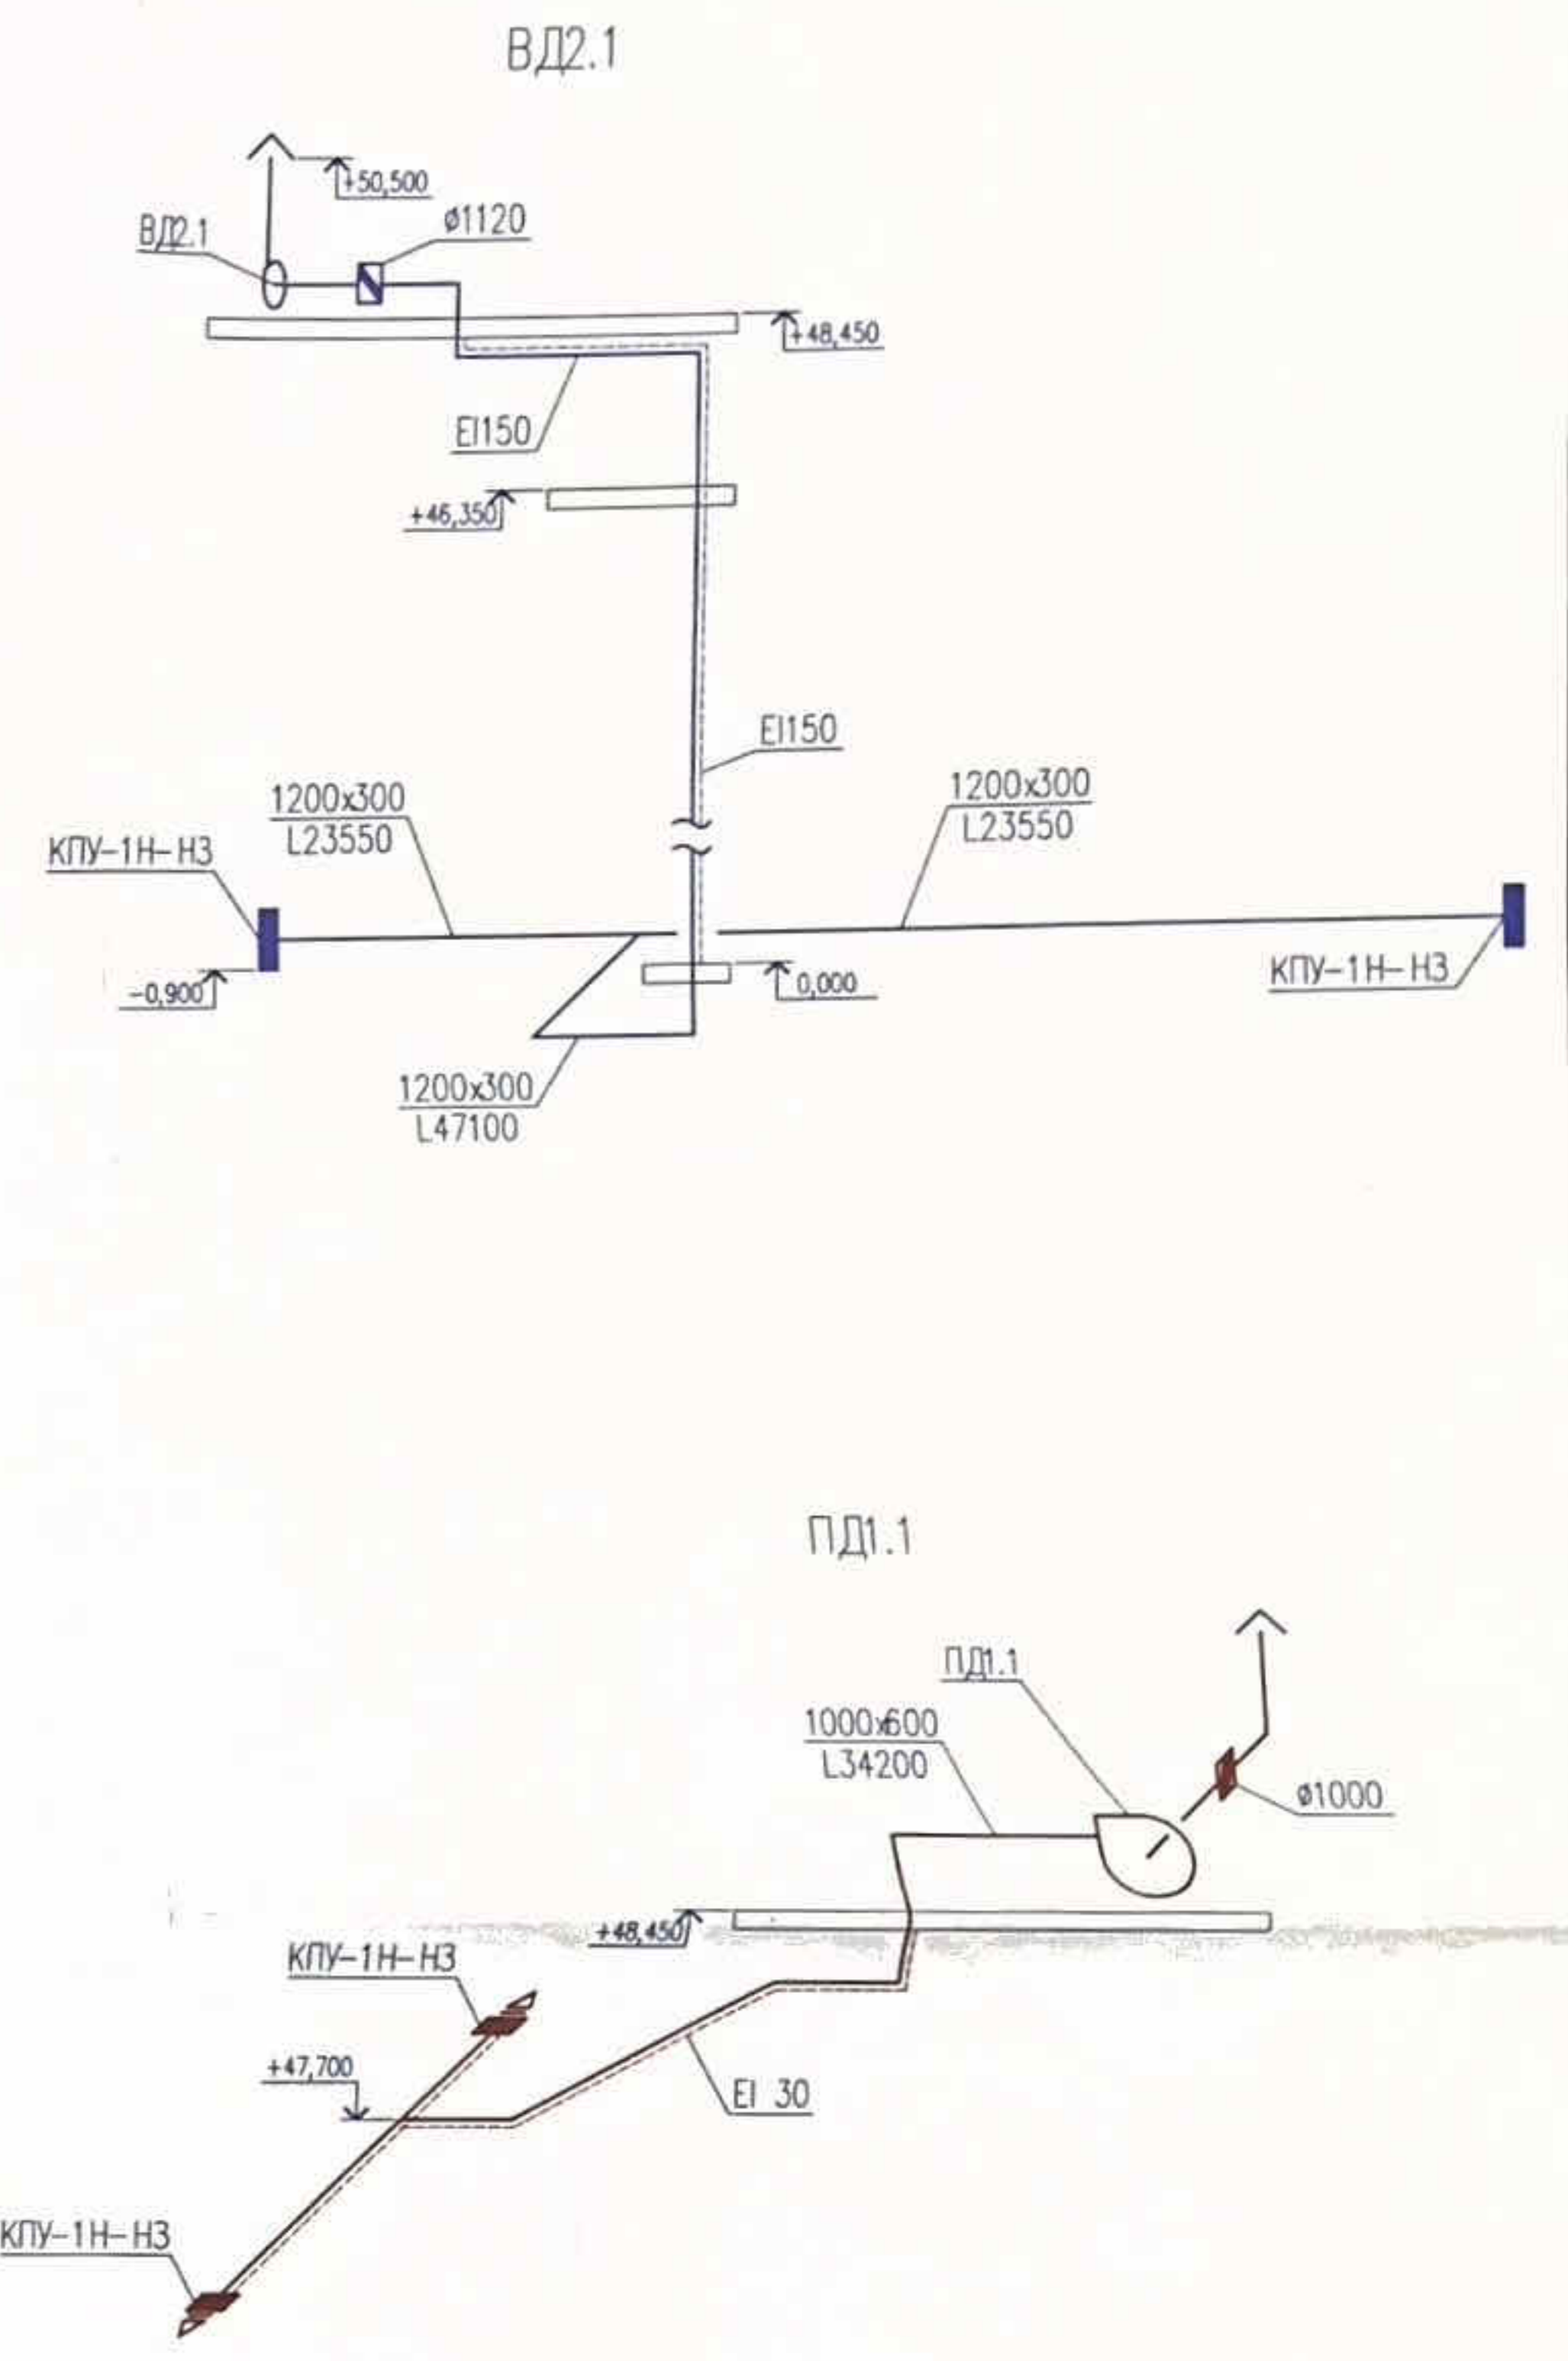 ВД2.1
+50,500
ø1120
ВД2.1
+48,450
EI150
+46,350
EI150
1200x300
L23550
1200x300
L23550
КПУ-1Н-НЗ
КПУ-1Н-НЗ
-0,900
0,000
1200x300
L47100
ПД1.1
ПД1.1
1000x600
L34200
ø1000
+48,450
КПУ-1Н-НЗ
+47,700
EI 30
КПУ-1Н-НЗ